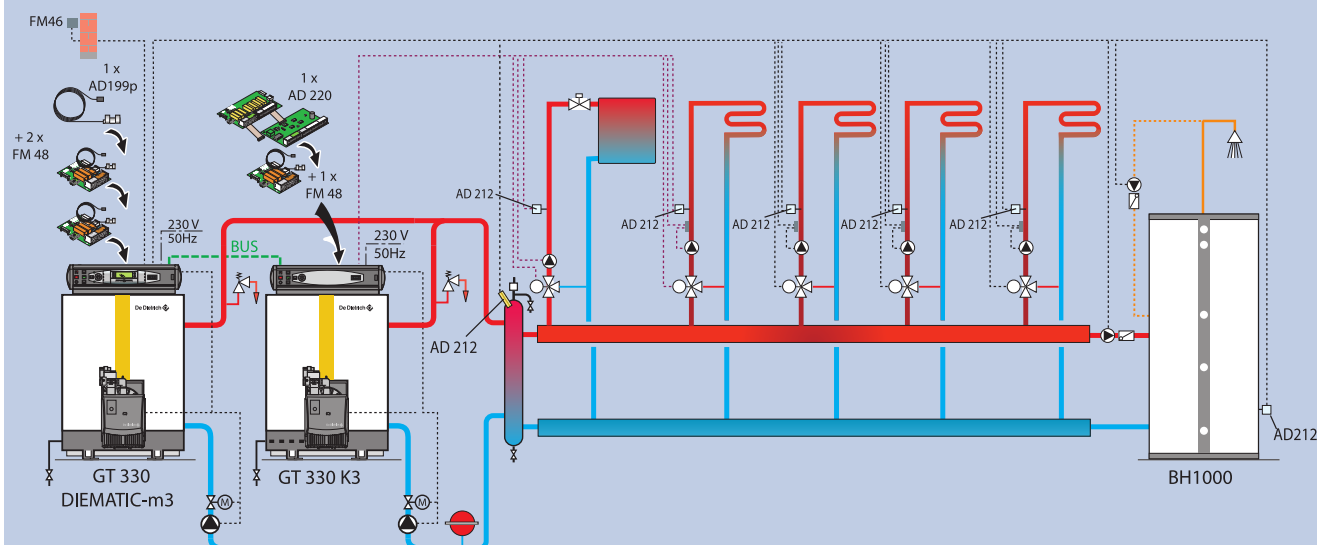 FM46
1 x
AD199p
+ 2 x
FM 48
1 x
AD 220
+ 1 x
FM 48
230 V
50Hz
BUS
230 V
50Hz
De Dietrich
De Dietrich
AD 212
AD 212
AD 212
AD 212
AD 212
AD 212
AD212
GT 330
DIEMATIC-m3
GT 330 K3
BH1000
M
M